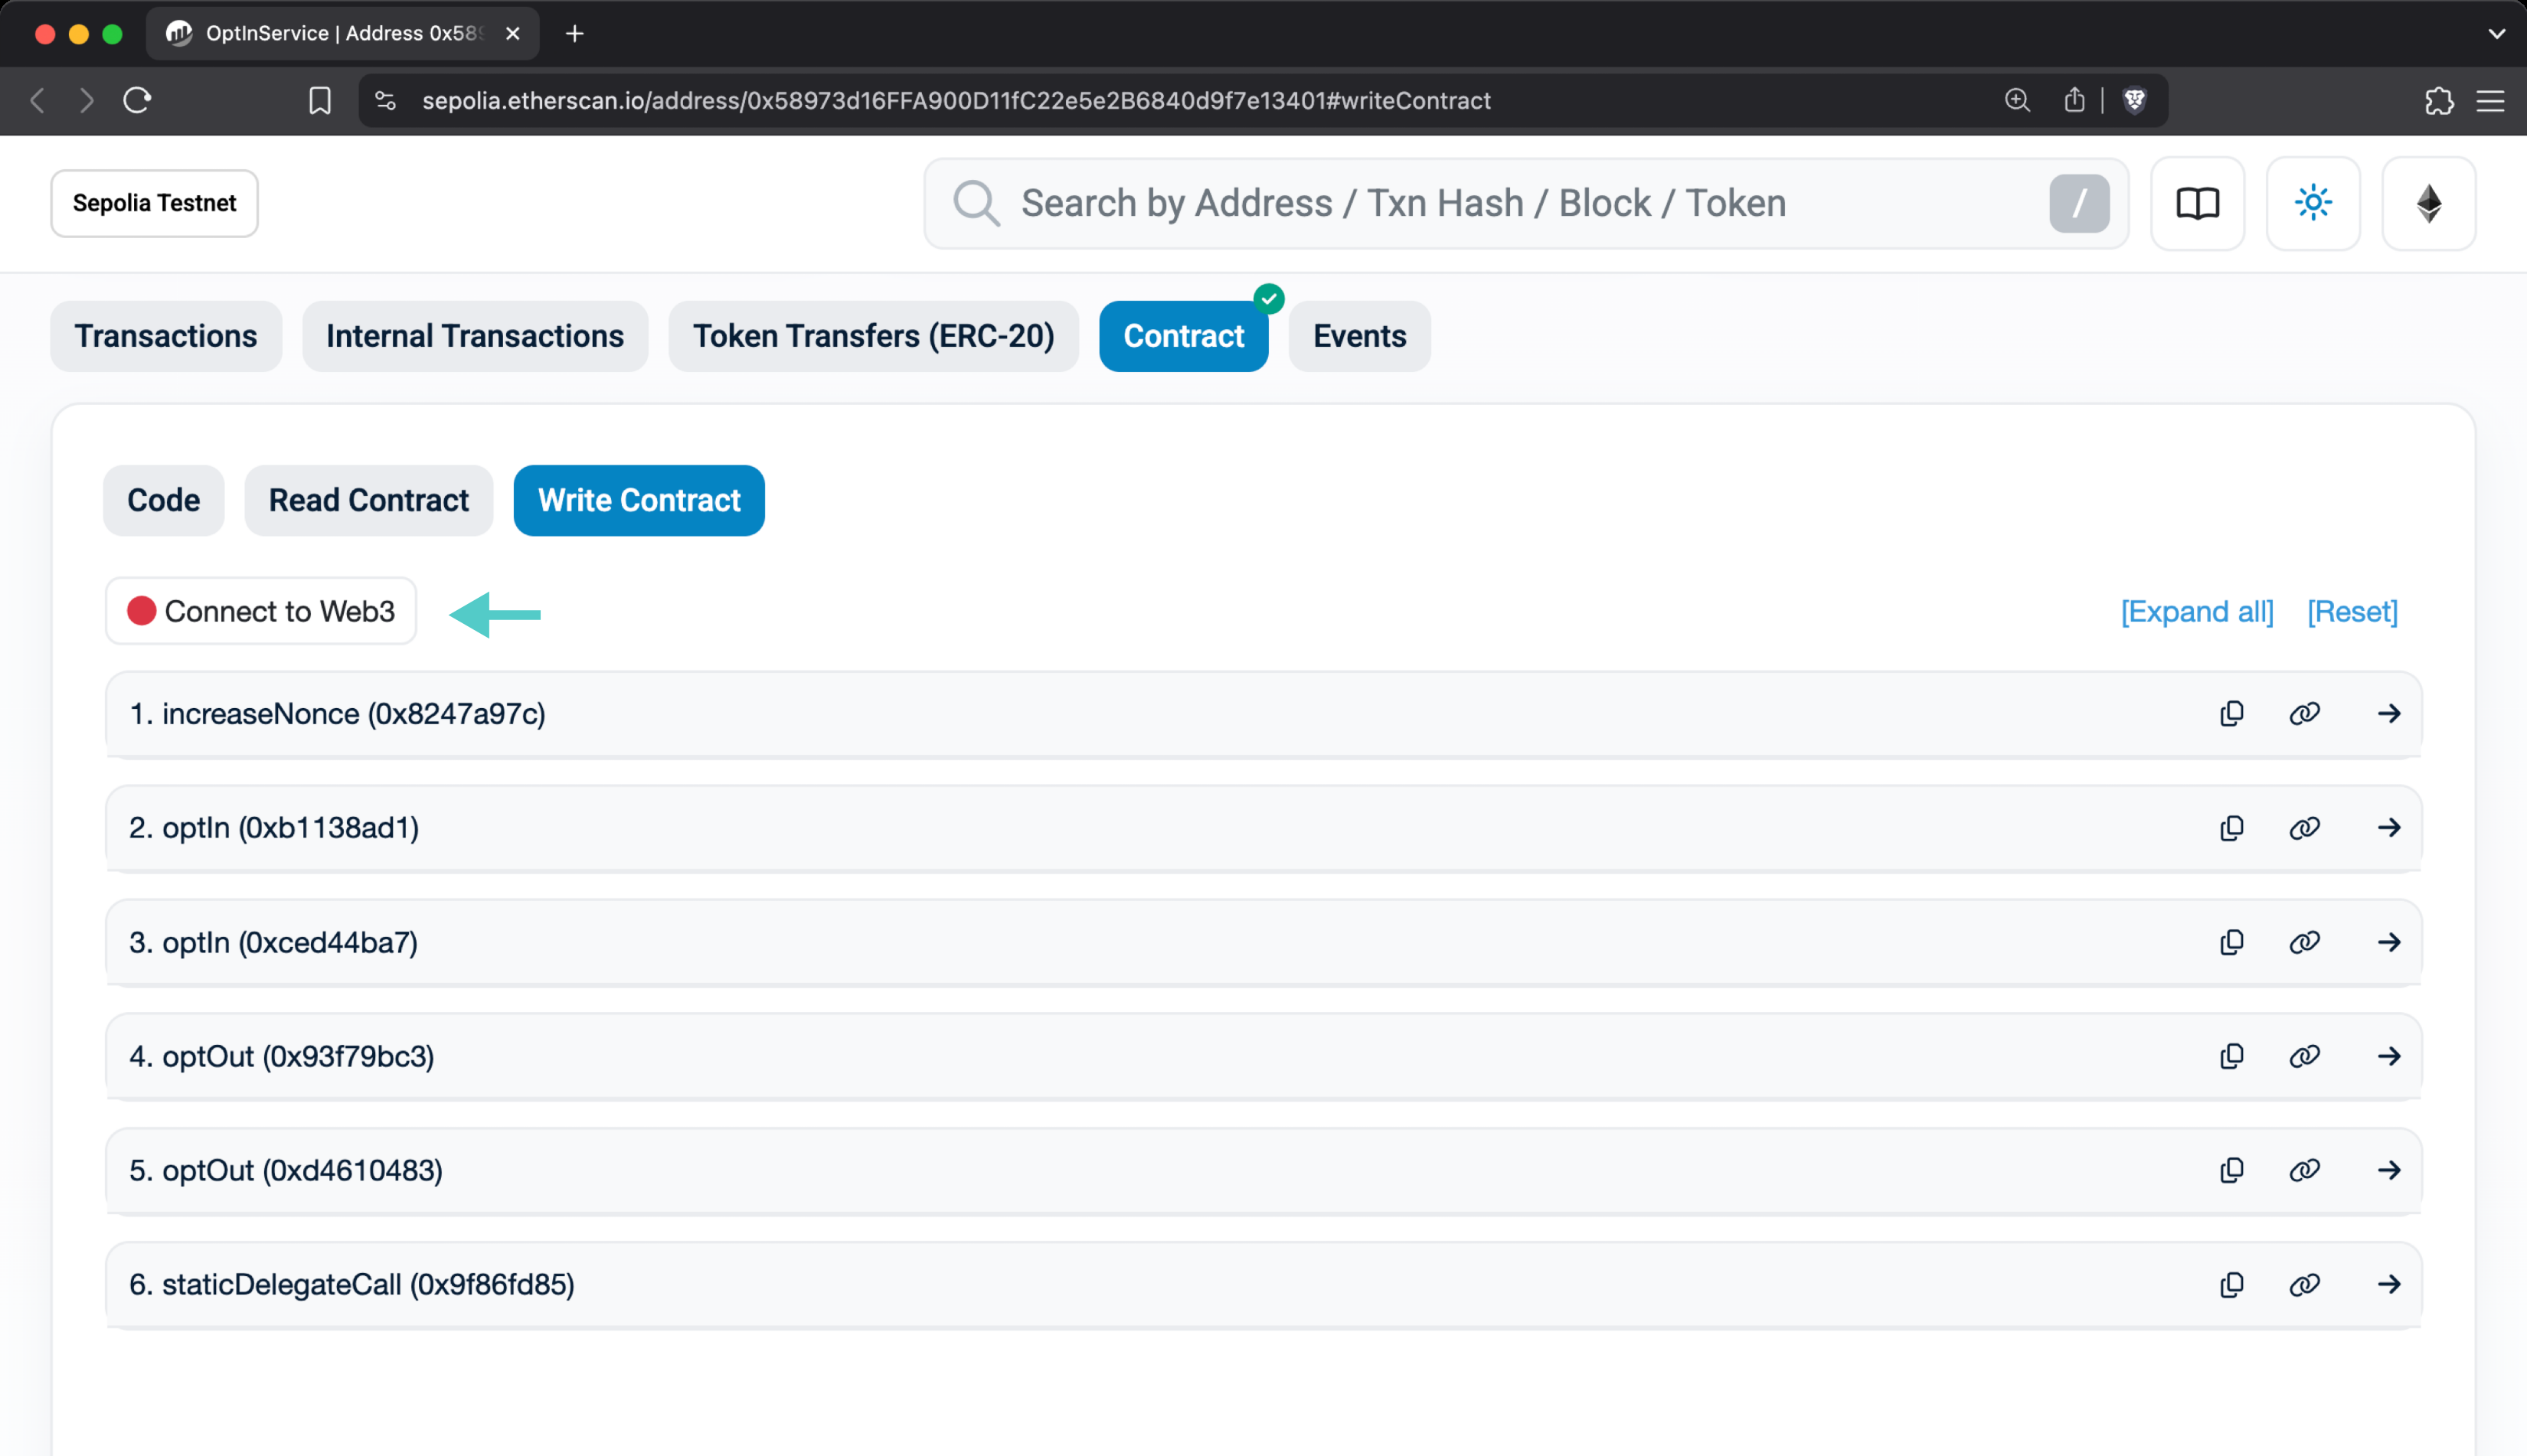 OptInService | Address 0x589
sepolia.etherscan.io/address/0x58973d16FFA900D11fC22e5e2B6840d9f7e13401#writeContract
Sepolia Testnet
Search by Address / Txn Hash / Block / Token
/
Transactions
Internal Transactions
Token Transfers (ERC-20)
Contract
Events
Code
Read Contract
Write Contract
Connect to Web3
[Expand all]
[Reset]
1. increaseNonce (0x8247a97c)
2. optIn (0xb1138ad1)
3. optIn (0xced44ba7)
4. optOut (0x93f79bc3)
5. optOut (0xd4610483)
6. staticDelegateCall (0x9f86fd85)